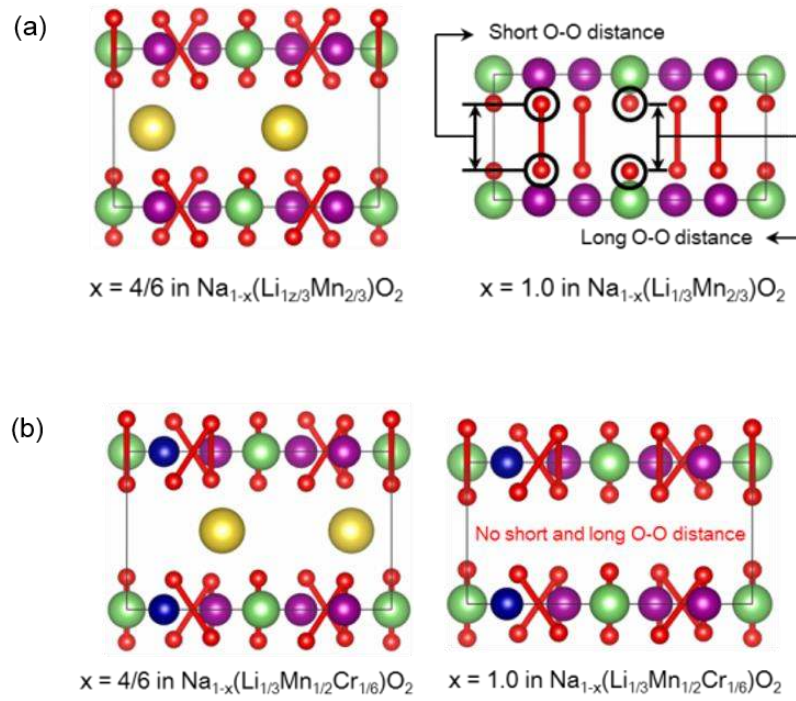 (a)
Short O-O distance
Long O-O distance
x = 4/6 in Na₁₋ₓ(Li₁z/₃Mn₂/₃)O₂
x = 1.0 in Na₁₋ₓ(Li₁/₃Mn₂/₃)O₂
(b)
No short and long O-O distance
x = 4/6 in Na₁₋ₓ(Li₁/₃Mn₁/₂Cr₁/₆)O₂
x = 1.0 in Na₁₋ₓ(Li₁/₃Mn₁/₂Cr₁/₆)O₂